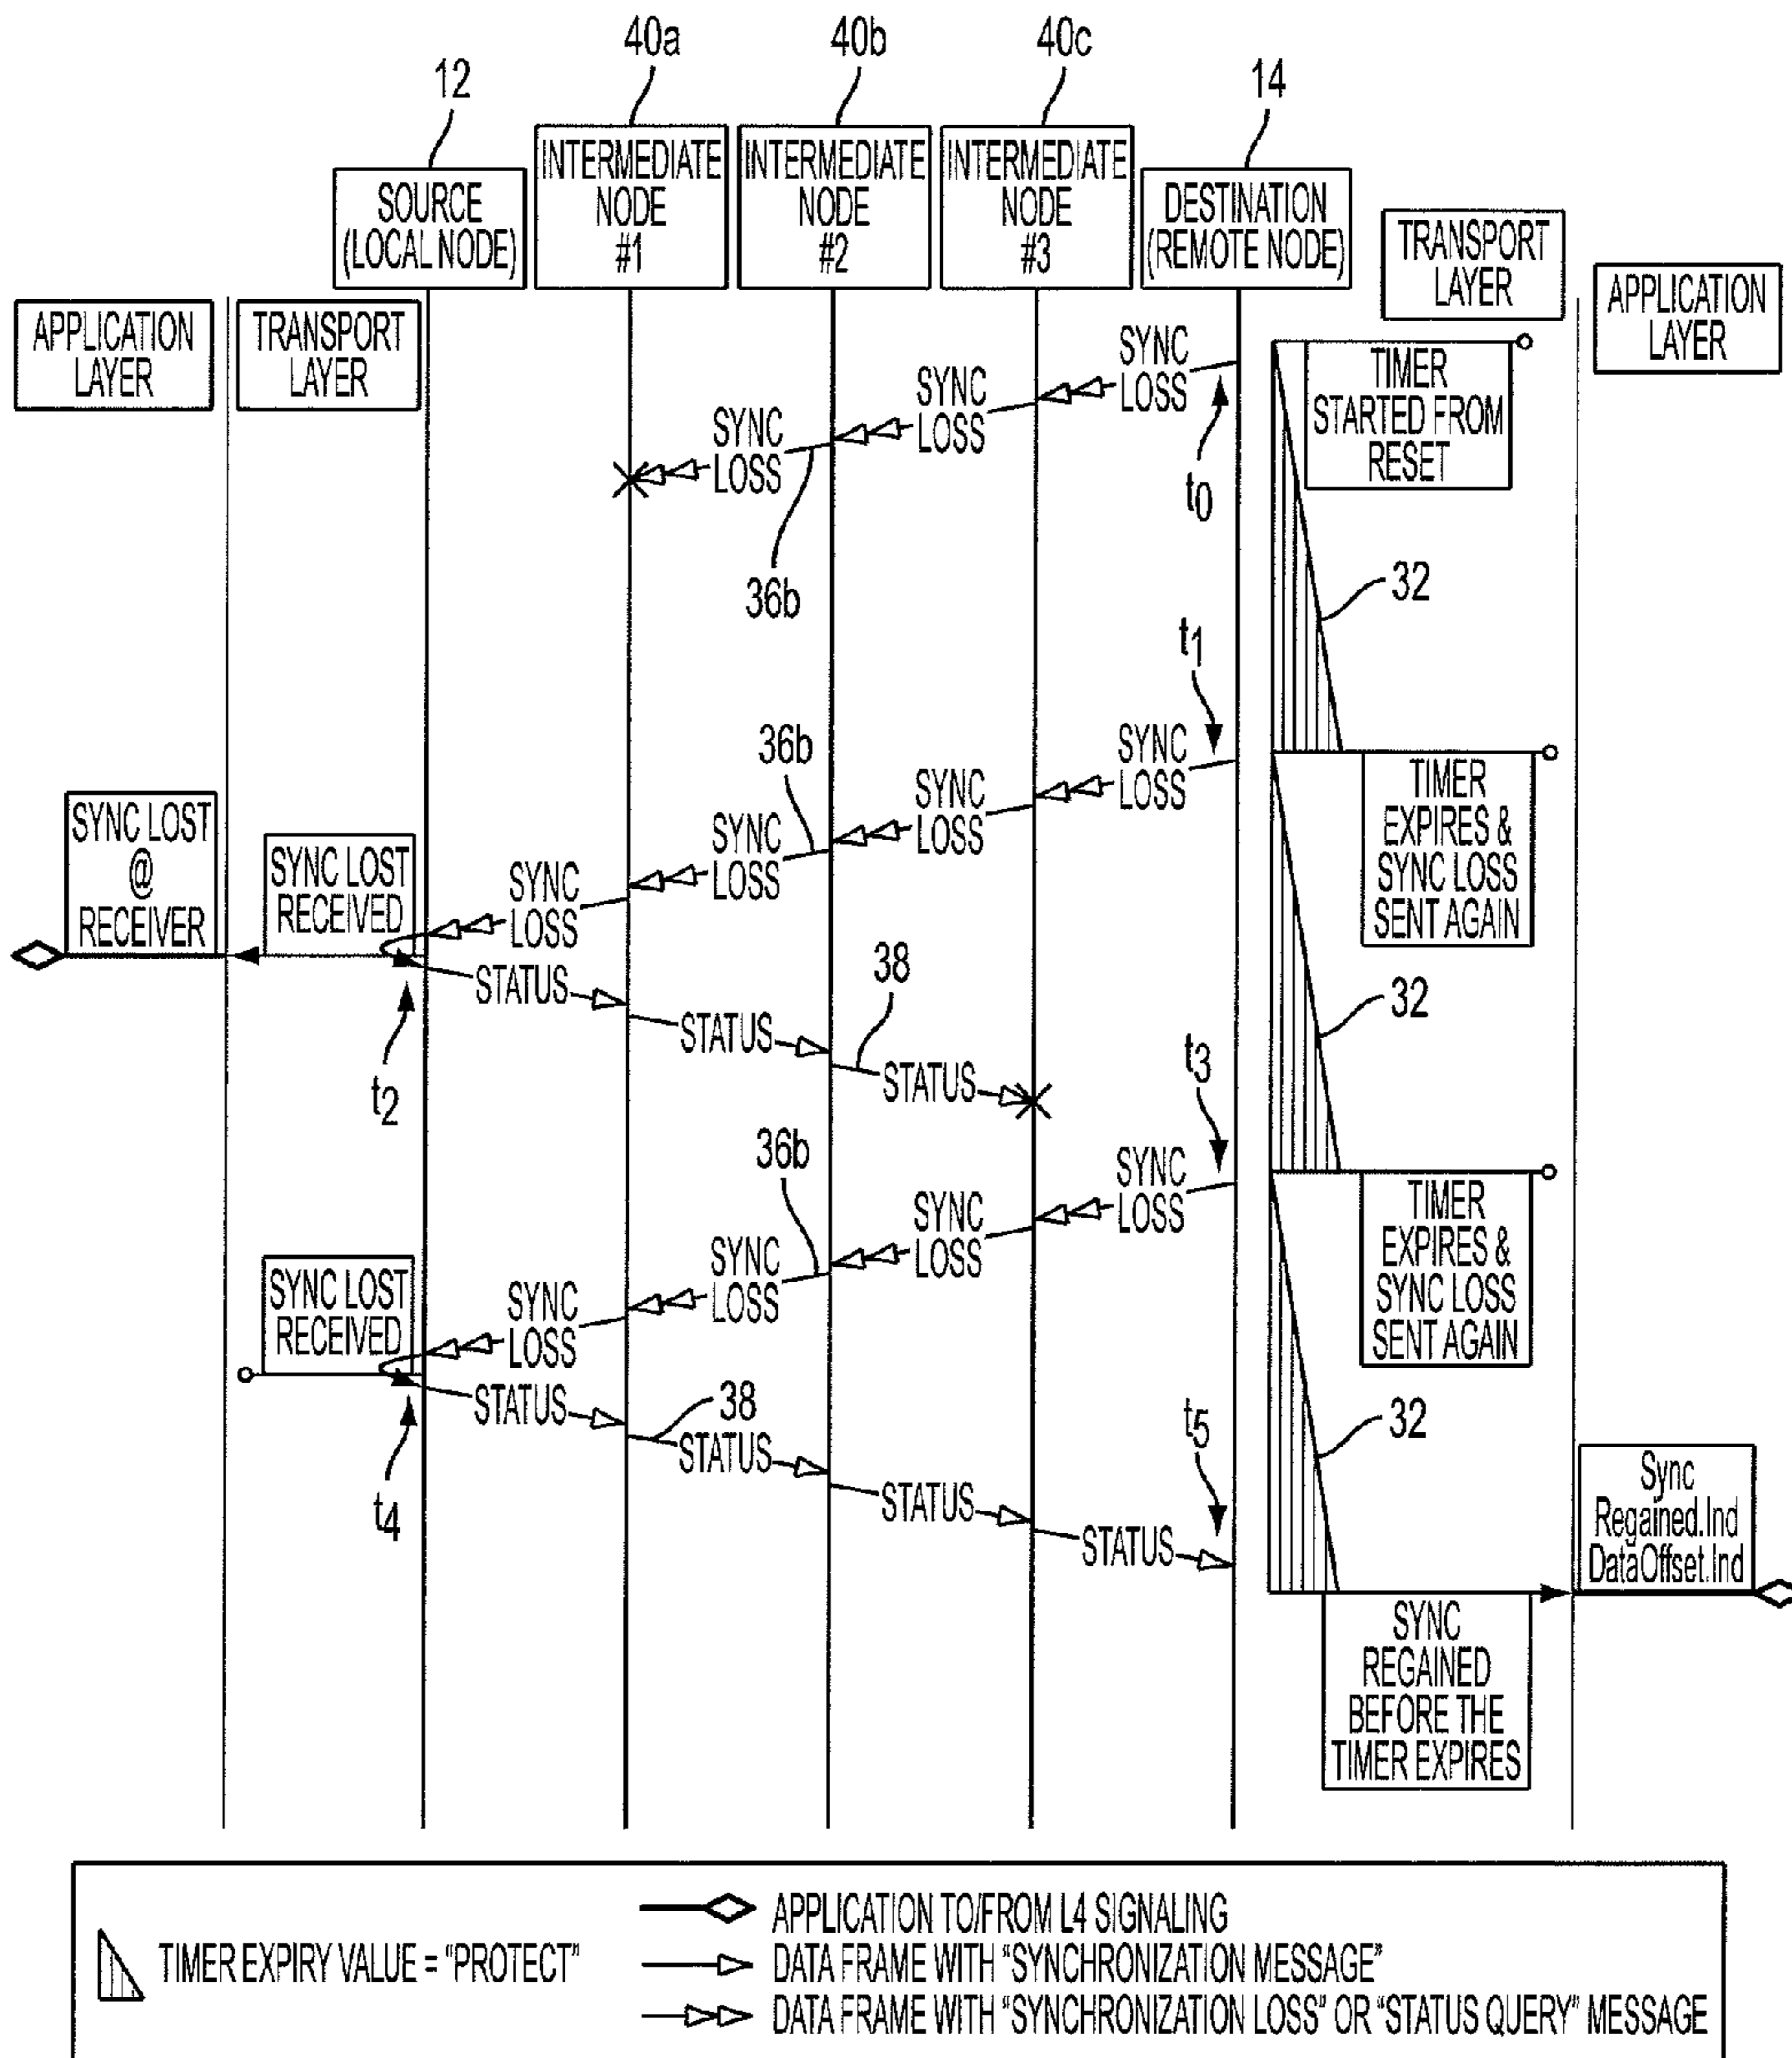 40a
40b
40c
12
14
INTERMEDIATE
NODE
#1
INTERMEDIATE
NODE
#2
INTERMEDIATE
NODE
#3
SOURCE
(LOCAL NODE)
DESTINATION
(REMOTE NODE)
TRANSPORT
LAYER
APPLICATION
LAYER
APPLICATION
LAYER
TRANSPORT
LAYER
SYNC
LOSS
SYNC
LOSS
SYNC
LOSS
TIMER
STARTED FROM
RESET
t0
36b
32
t1
SYNC
LOSS
SYNC
LOSS
36b
SYNC
LOSS
SYNC
LOSS
TIMER
EXPIRES &
SYNC LOSS
SENT AGAIN
SYNC LOST
@
RECEIVER
SYNC LOST
RECEIVED
STATUS
STATUS
38
STATUS
t2
32
t3
SYNC
LOSS
SYNC
LOSS
36b
SYNC
LOSS
SYNC
LOSS
TIMER
EXPIRES &
SYNC LOSS
SENT AGAIN
SYNC LOST
RECEIVED
STATUS
38
STATUS
STATUS
STATUS
t4
t5
32
Sync
Regained.Ind
DataOffset.Ind
SYNC
REGAINED
BEFORE THE
TIMER EXPIRES
TIMER EXPIRY VALUE = "PROTECT"
APPLICATION TO/FROM L4 SIGNALING
DATA FRAME WITH "SYNCHRONIZATION MESSAGE"
DATA FRAME WITH "SYNCHRONIZATION LOSS" OR "STATUS QUERY" MESSAGE